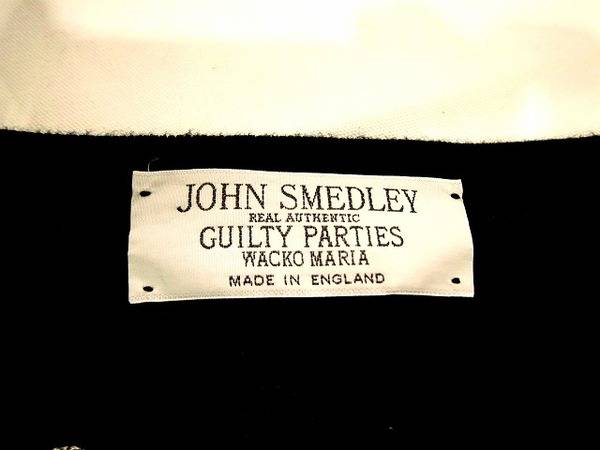 JOHN SMEDLEY
REAL AUTHENTIC
GUILTY PARTIES
WACKO MARIA
MADE IN ENGLAND